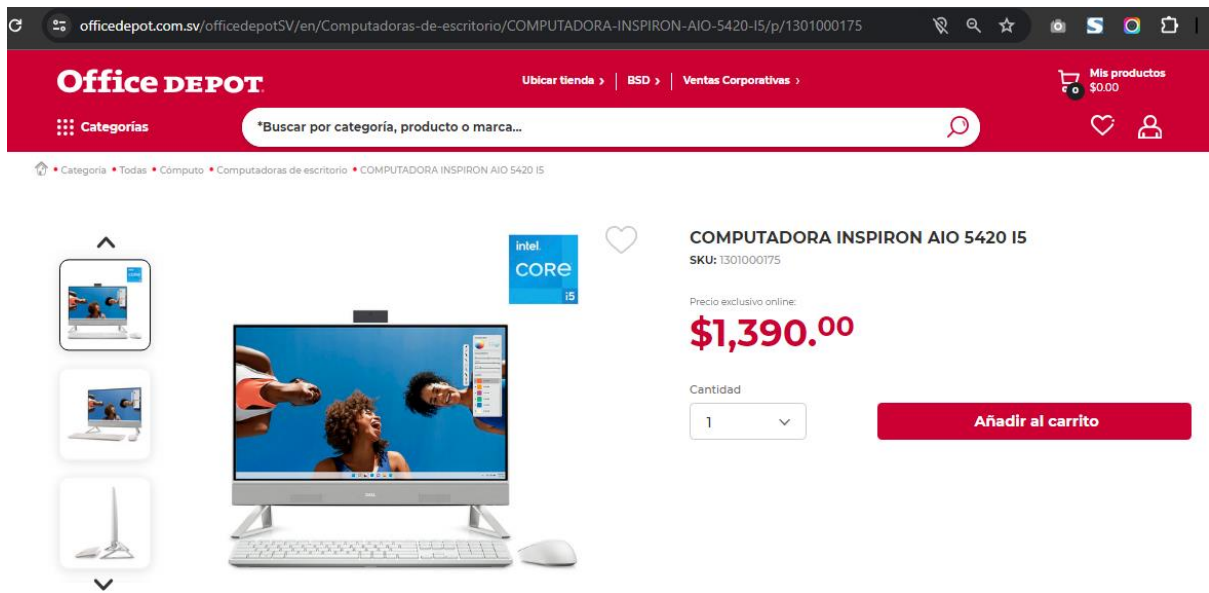 officedepot.com.sv/officedepotSV/en/Computadoras-de-escritorio/COMPUTADORA-INSPIRON-AIO-5420-I5/p/1301000175
Office DEPOT
Ubicar tienda > | BSD > | Ventas Corporativas >
Mis productos
$0.00
0
Categorías
*Buscar por categoría, producto o marca...
• Categoria • Todas • Cómputo • Computadoras de escritorio • COMPUTADORA INSPIRON AIO 5420 I5
intel.
CORE
i5
COMPUTADORA INSPIRON AIO 5420 I5
SKU: 1301000175
Precio exclusivo online:
$1,390.00
Cantidad
1
Añadir al carrito
DELL